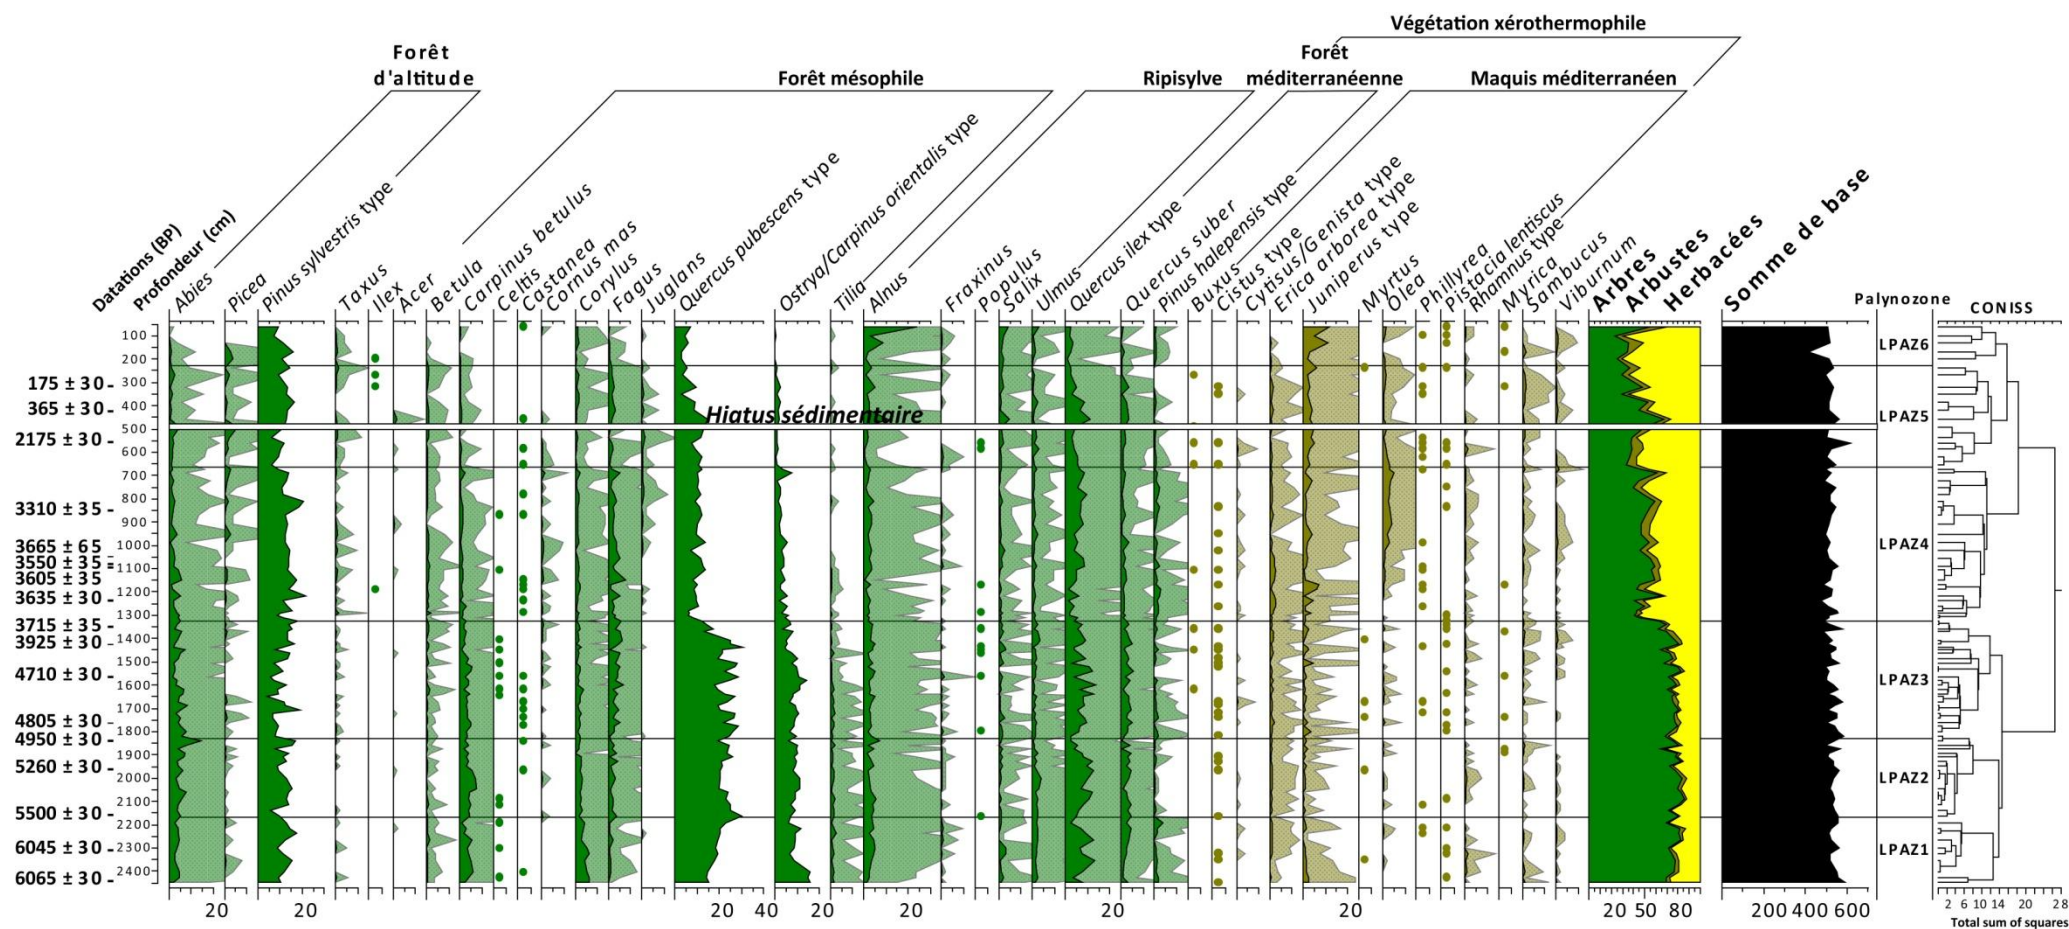 Végétation xérothermophile
Forêt
d'altitude
Forêt mésophile
Ripisylve
Forêt
méditerranéenne
Maquis méditerranéen
Datations (BP)
Profondeur (cm)
Abies
Picea
Pinus sylvestris type
Taxus
Ilex
Acer
Betula
Carpinus betulus
Celtis
Castanea
Cornus mas
Corylus
Fagus
Juglans
Quercus pubescens type
Ostrya/Carpinus orientalis type
Tilia
Alnus
Fraxinus
Populus
Salix
Ulmus
Quercus ilex type
Quercus suber
Pinus halepensis type
Buxus
Cistus type
Cytisus/Genista type
Erica arborea type
Juniperus type
Myrtus
Olea
Phillyrea
Pistacia lentiscus
Rhamnus type
Myrica
Sambucus
Viburnum
Arbres
Arbustes
Herbacées
Somme de base
Palynozone
CONISS
100
200
175 ± 30
300
365 ± 30
400
Hiatus sédimentaire
2175 ± 30
500
600
700
800
3310 ± 35
900
3665 ± 65
1000
3550 ± 35
1100
3605 ± 35
1200
3635 ± 30
1300
3715 ± 35
3925 ± 30
1400
1500
4710 ± 30
1600
1700
4805 ± 30
1800
4950 ± 30
1900
5260 ± 30
2000
2100
5500 ± 30
2200
2300
6045 ± 30
2400
6065 ± 30
LPAZ6
LPAZ5
LPAZ4
LPAZ3
LPAZ2
LPAZ1
20 20 20 40 20 20 20 20 20 50 80 200 400 600
2 6 10 14 20 28
Total sum of squares